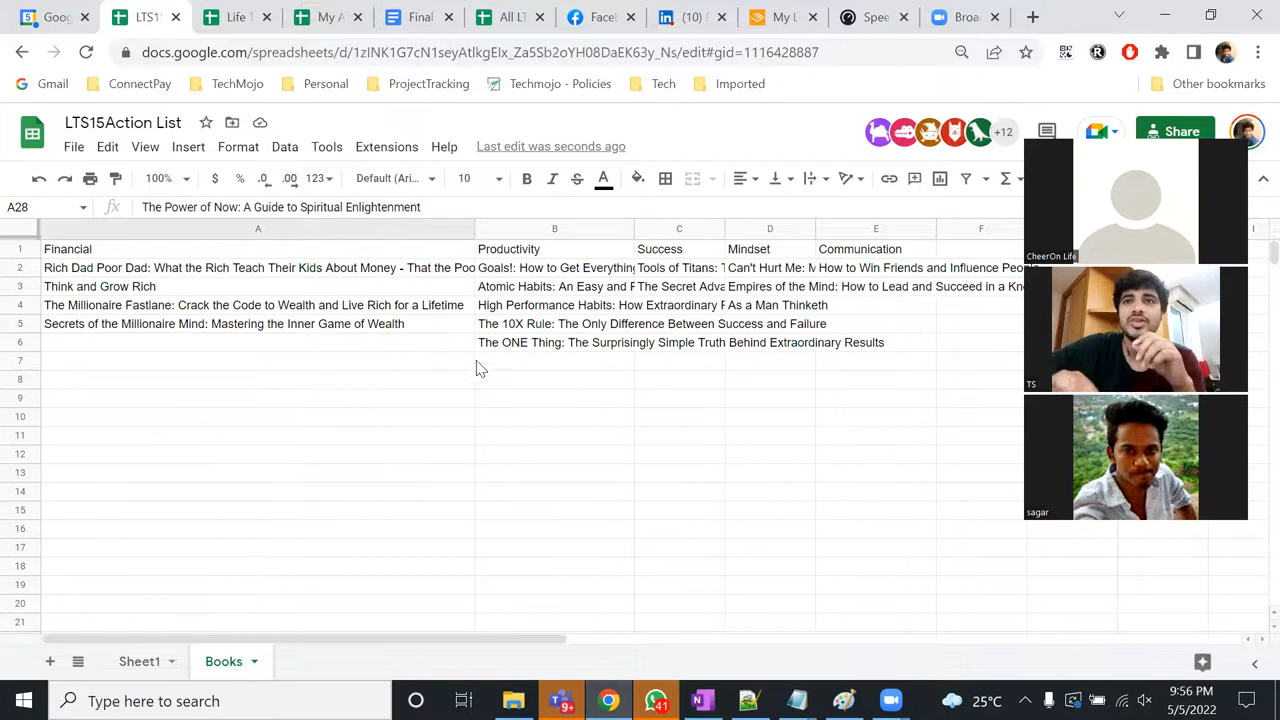 Goog
LTS15
Life T
My A
Final
All LT
Faceb
(10) F
My L
Spee
Broad
docs.google.com/spreadsheets/d/1zINK1G7cN1seyAtlkgEIx_Zi5Sb2oYH08DaEK63y_Ns/edit#gid=1116428887
Gmail
ConnectPay
TechMojo
Personal
ProjectTracking
Techmojo - Policies
Tech
Imported
Other bookmarks
LTS15Action List
+12
Share
File Edit View Insert Format Data Tools Extensions Help Last edit was seconds ago
100% $ % .0 .00 123 Default (Ari... 10 B I S A
A28 fx The Power of Now: A Guide to Spiritual Enlightenment
A B C D E F I
1 Financial Productivity Success Mindset Communication
2 Rich Dad Poor Dad: What the Rich Teach Their Kids About Money - That the Poo Goals!: How to Get Everything Tools of Titans: T Can't Hurt Me: M How to Win Friends and Influence People
3 Think and Grow Rich Atomic Habits: An Easy and P The Secret Adva Empires of the Mind: How to Lead and Succeed in a Kn
4 The Millionaire Fastlane: Crack the Code to Wealth and Live Rich for a Lifetime High Performance Habits: How Extraordinary P As a Man Thinketh
5 Secrets of the Millionaire Mind: Mastering the Inner Game of Wealth The 10X Rule: The Only Difference Between Success and Failure
6 The ONE Thing: The Surprisingly Simple Truth Behind Extraordinary Results
7
8
9
10
11
12
13
14
15
16
17
18
19
20
21
CheerOn Life
TS
sagar
Sheet1
Books
Type here to search
9+
41
25°C
9:56 PM
5/5/2022